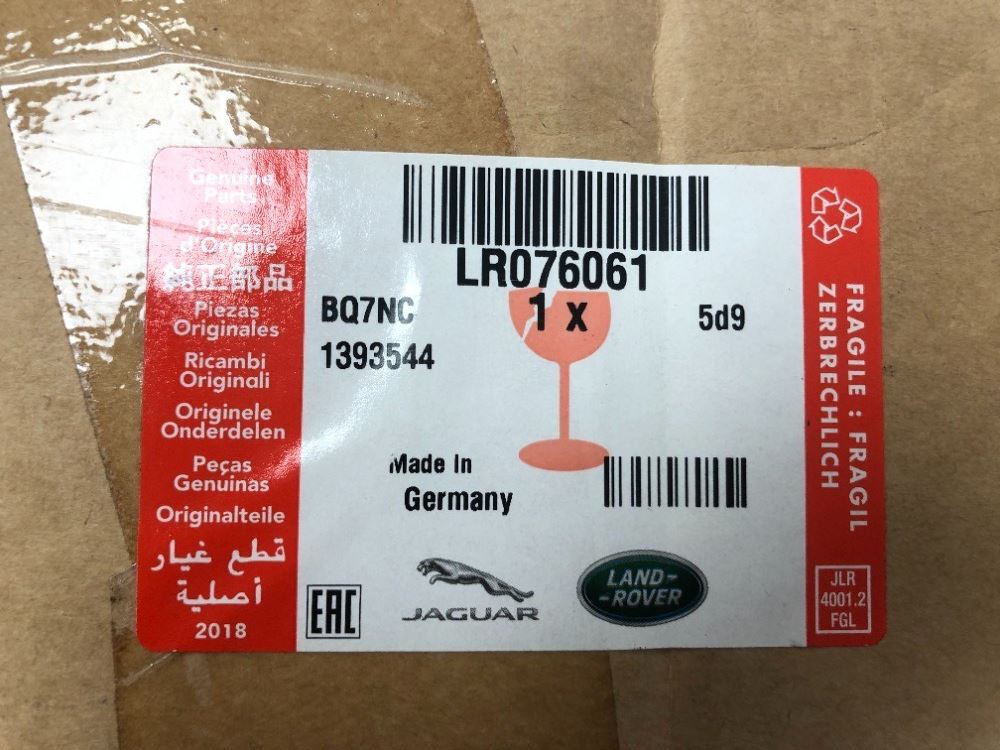 Genuine
Parts
Pièces
d'Origine
純正部品
Piezas
Originales
Ricambi
Originali
Originele
Onderdelen
Peças
Genuinas
Originalteile
قطع غيار
أصلية
2018
LR076061
BQ7NC
1 x
5d9
1393544
Made In
Germany
EAC
JAGUAR
LAND-
-ROVER
FRAGILE : FRAGIL
ZERBRECHLICH
JLR
4001.2
FGL